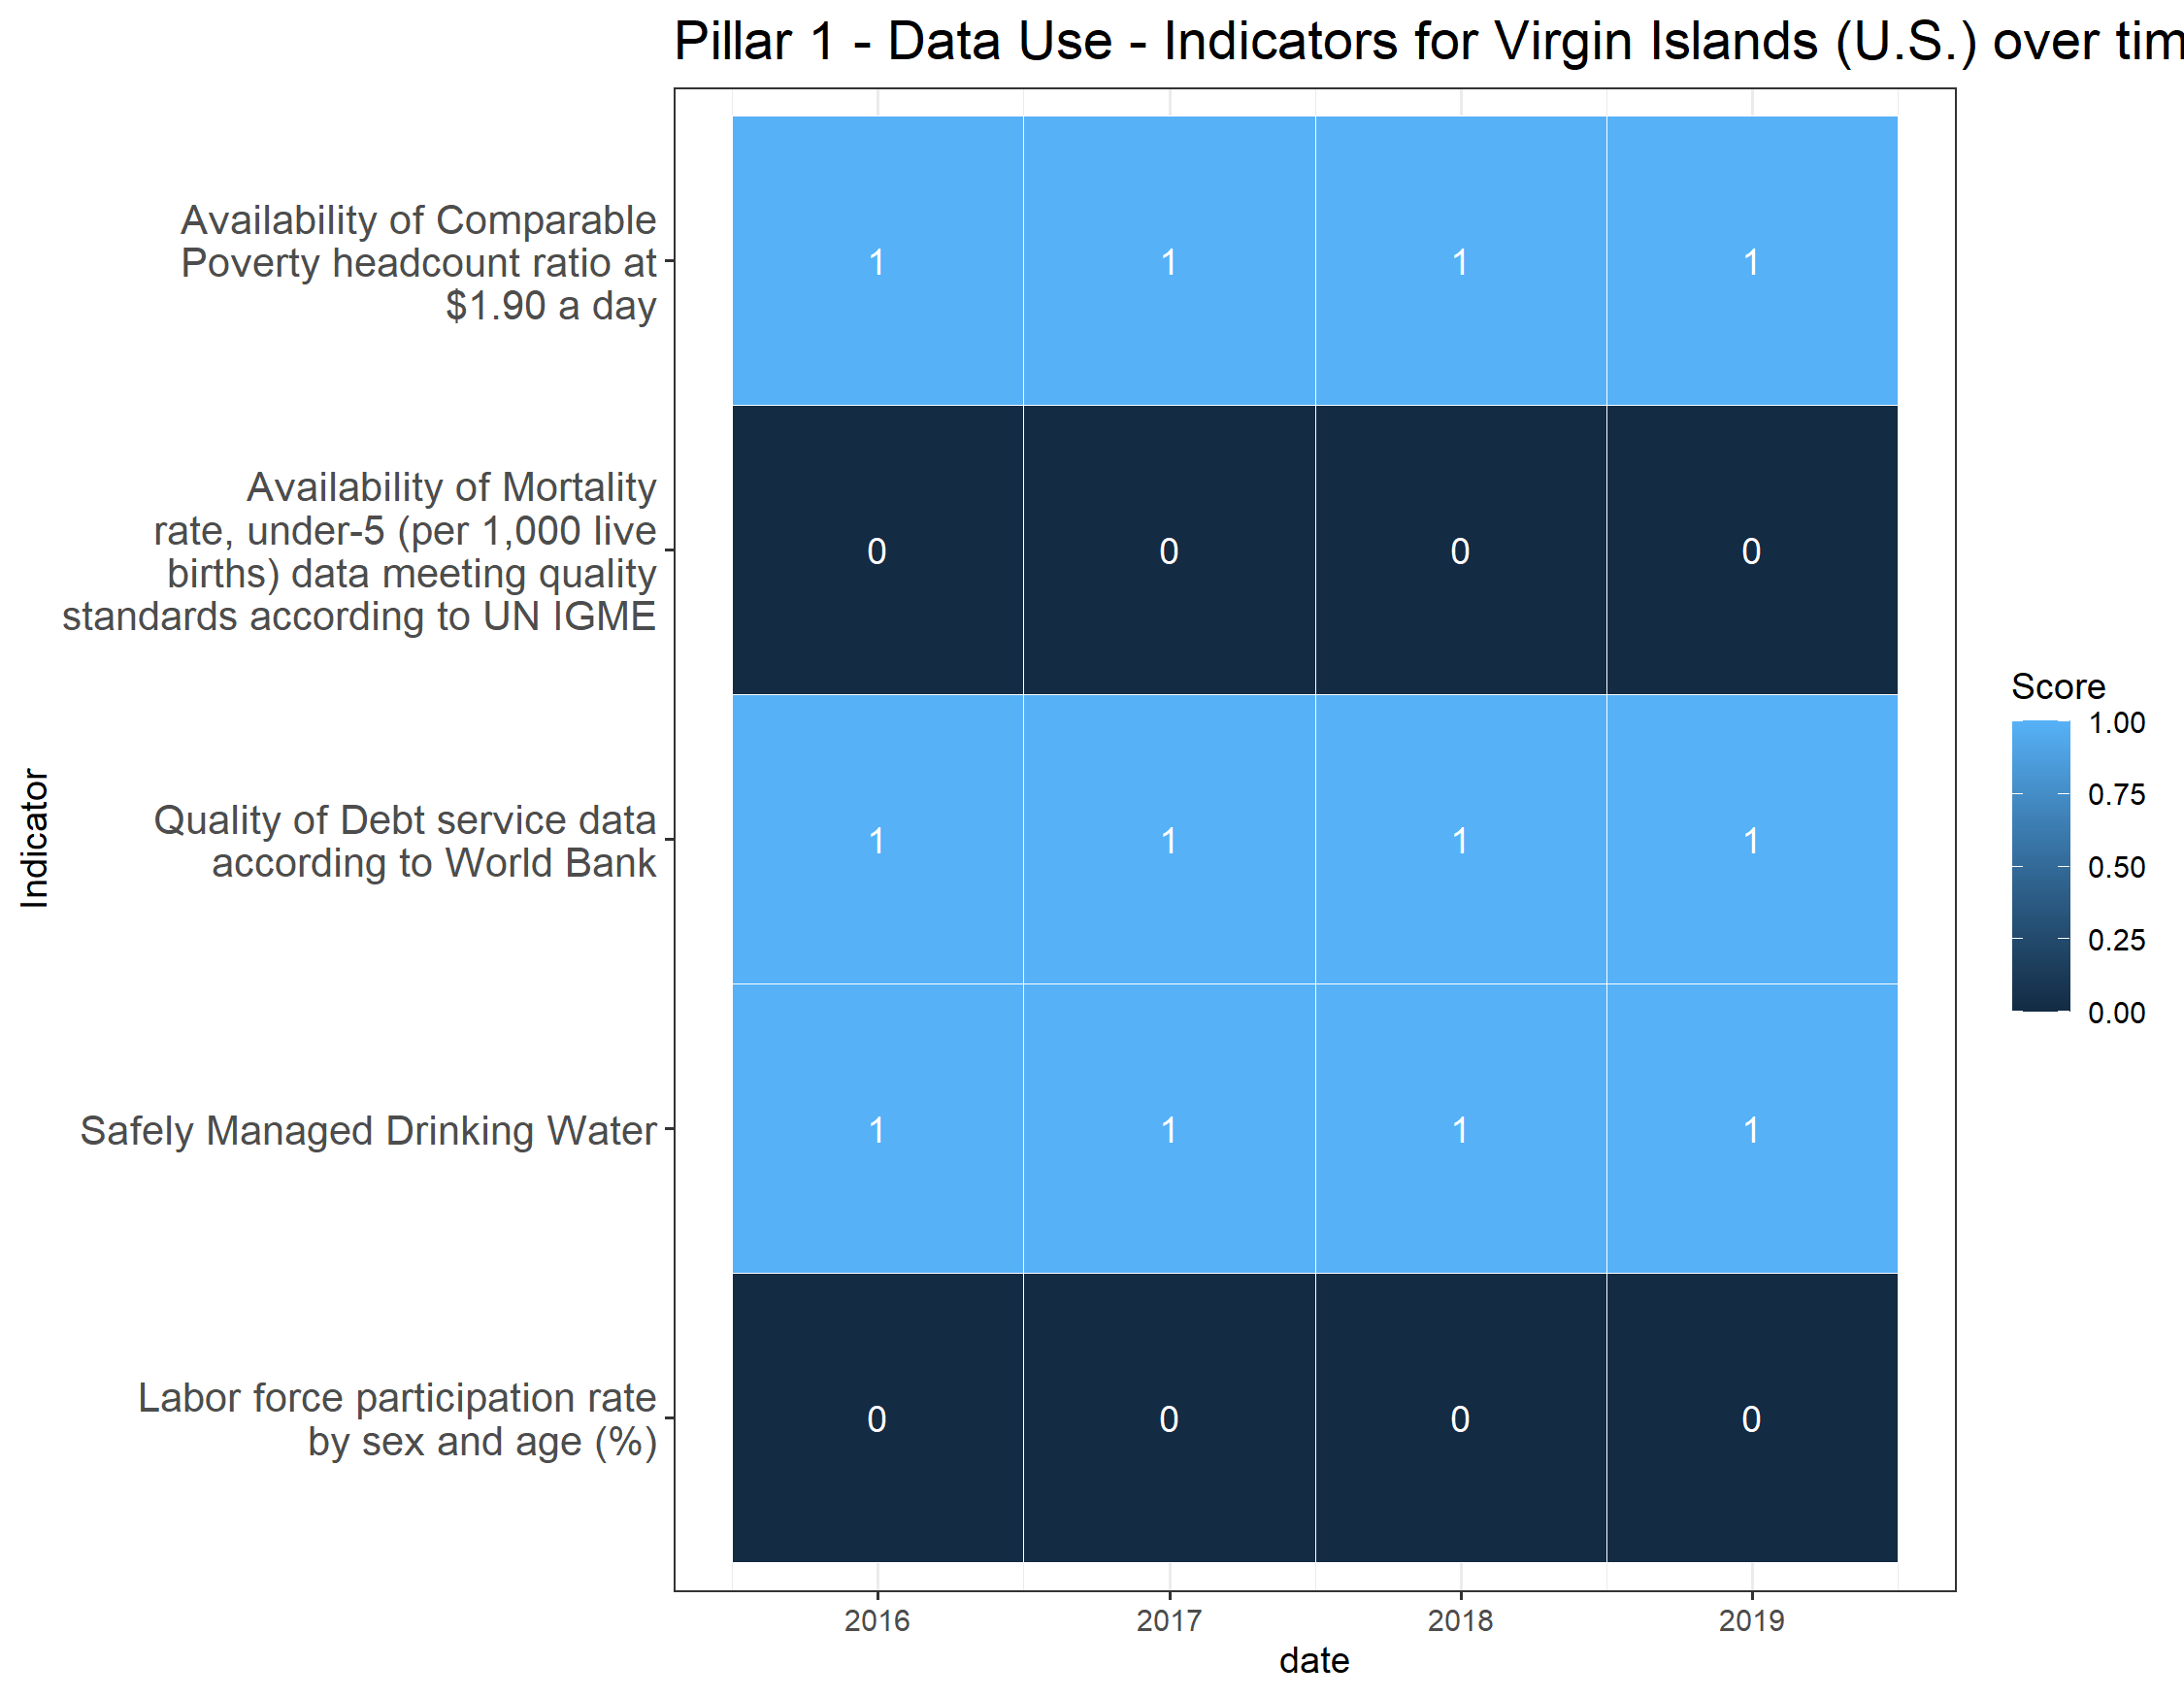 Pillar 1 - Data Use - Indicators for Virgin Islands (U.S.) over tim
Availability of Comparable
Poverty headcount ratio at
$1.90 a day
1 1 1 1
Availability of Mortality
rate, under-5 (per 1,000 live
births) data meeting quality
standards according to UN IGME
0 0 0 0
Quality of Debt service data
according to World Bank
1 1 1 1
Safely Managed Drinking Water
1 1 1 1
Labor force participation rate
by sex and age (%)
0 0 0 0
Indicator
2016 2017 2018 2019
date
Score
1.00
0.75
0.50
0.25
0.00